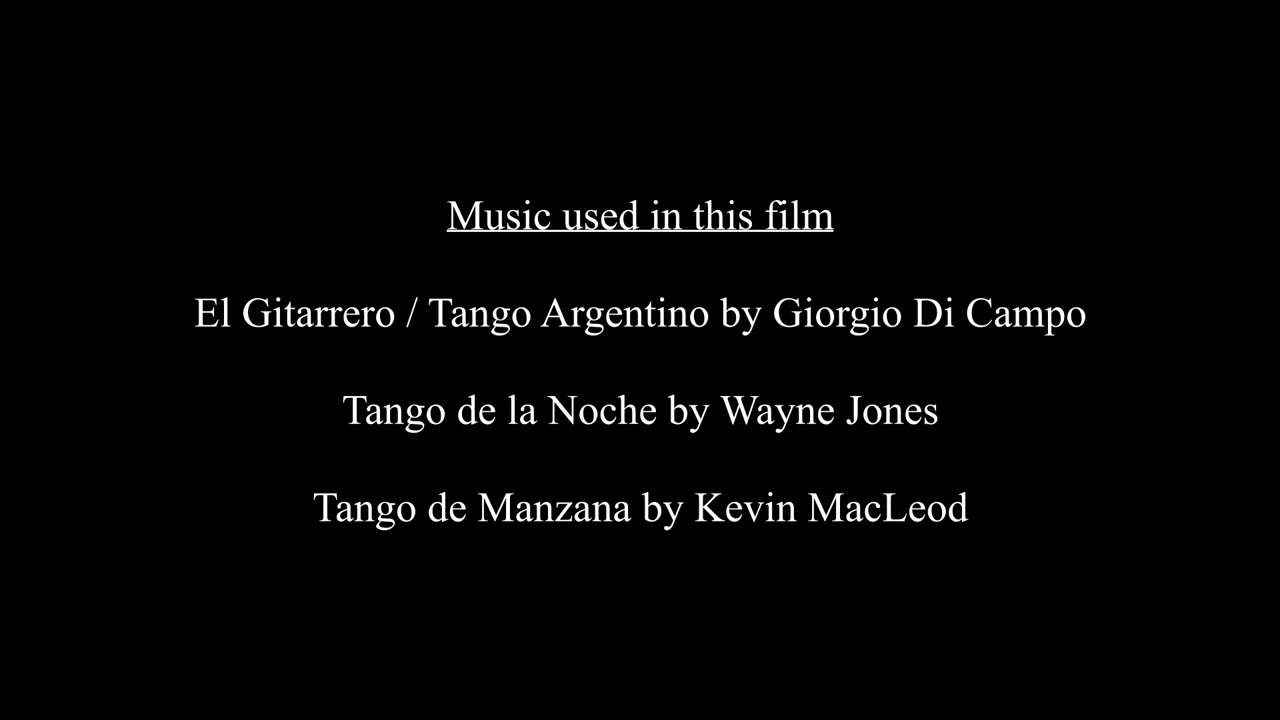 Music used in this film
El Gitarrero / Tango Argentino by Giorgio Di Campo
Tango de la Noche by Wayne Jones
Tango de Manzana by Kevin MacLeod